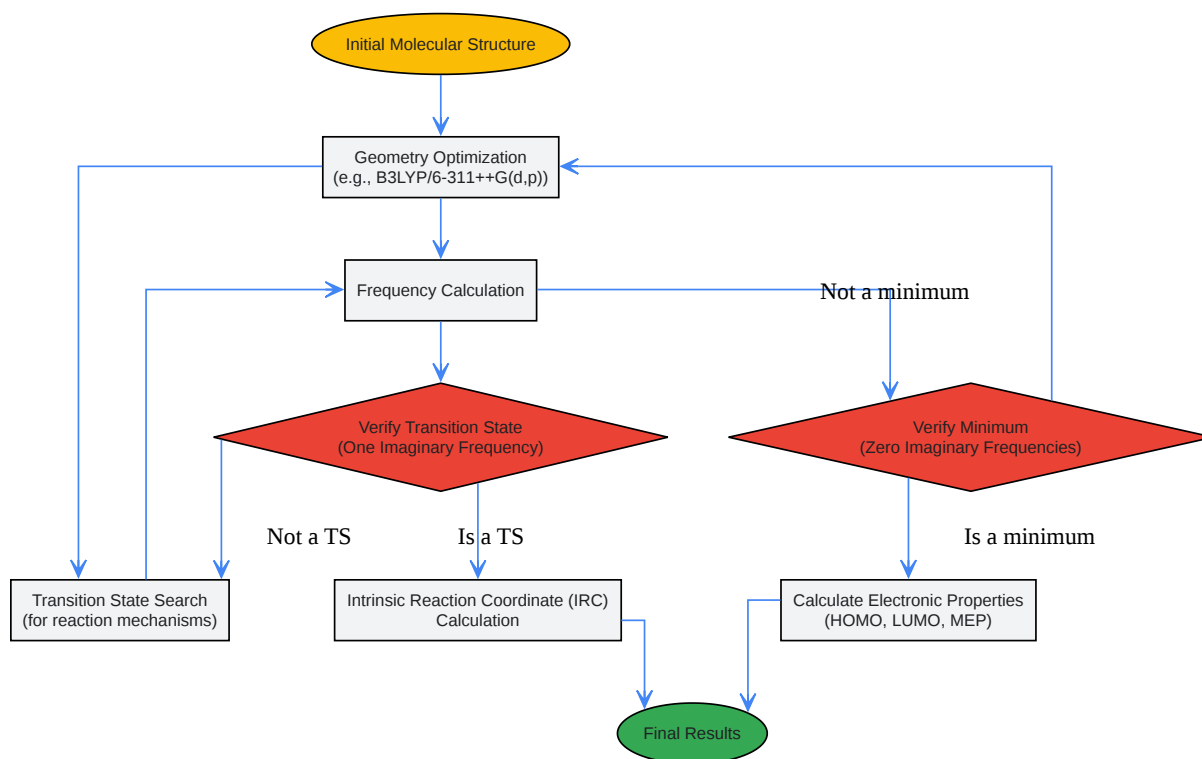 Initial Molecular Structure
Geometry Optimization
(e.g., B3LYP/6-311++G(d,p))
Frequency Calculation
Not a minimum
Verify Transition State
(One Imaginary Frequency)
Verify Minimum
(Zero Imaginary Frequencies)
Not a TS
Is a TS
Is a minimum
Transition State Search
(for reaction mechanisms)
Intrinsic Reaction Coordinate (IRC)
Calculation
Calculate Electronic Properties
(HOMO, LUMO, MEP)
Final Results